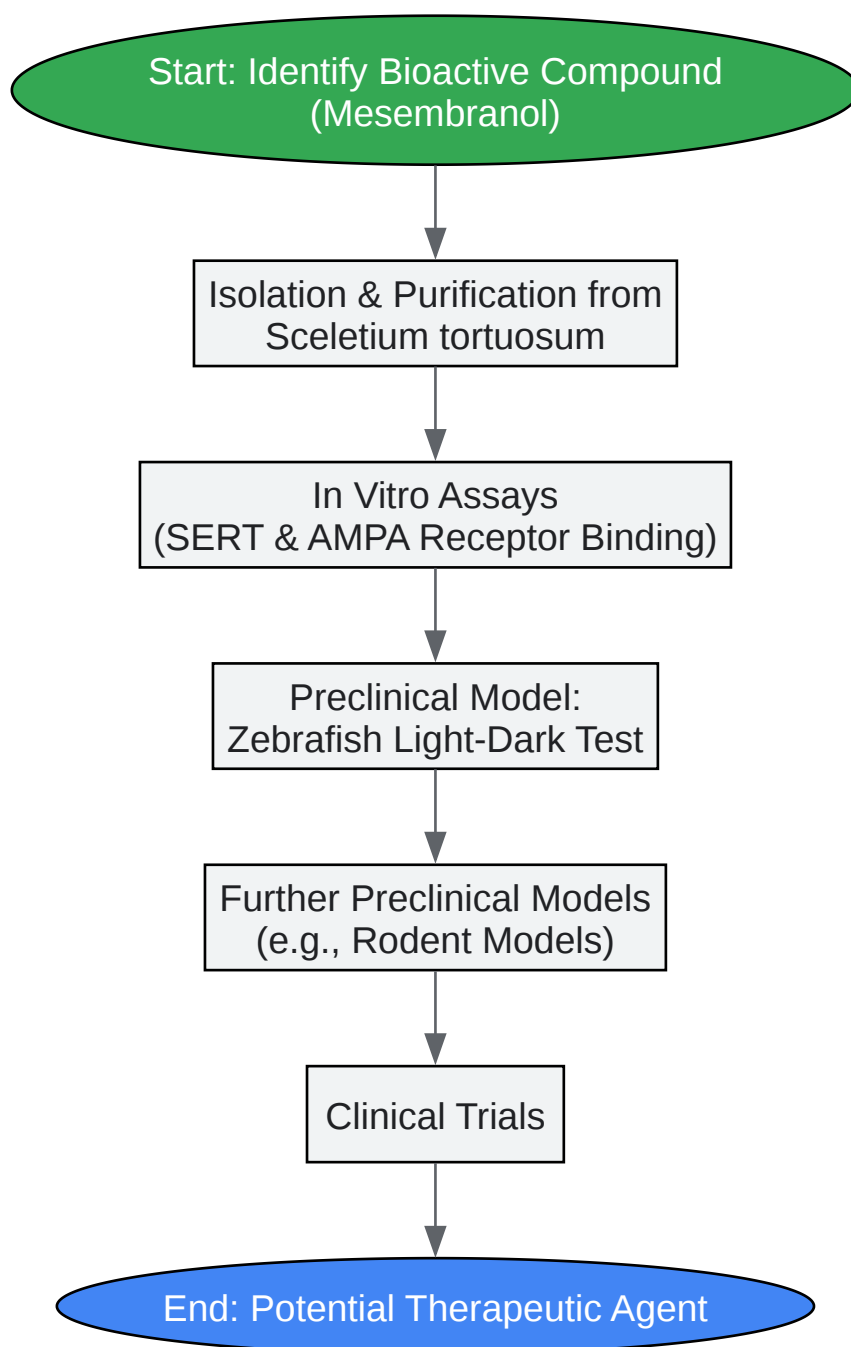 Start: Identify Bioactive Compound
(Mesembranol)
Isolation & Purification from
Sceletium tortuosum
In Vitro Assays
(SERT & AMPA Receptor Binding)
Preclinical Model:
Zebrafish Light-Dark Test
Further Preclinical Models
(e.g., Rodent Models)
Clinical Trials
End: Potential Therapeutic Agent